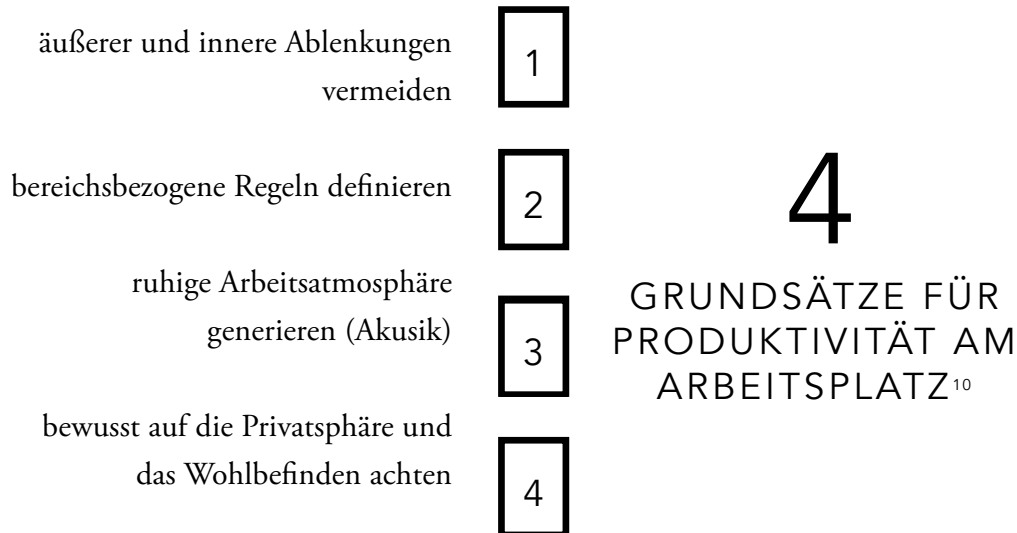 äußerer und innere Ablenkungen
vermeiden
1
bereichsbezogene Regeln definieren
2
ruhige Arbeitsatmosphäre
generieren (Akusik)
3
bewusst auf die Privatsphäre und
das Wohlbefinden achten
4
4
GRUNDSÄTZE FÜR
PRODUKTIVITÄT AM
ARBEITSPLATZ¹⁰